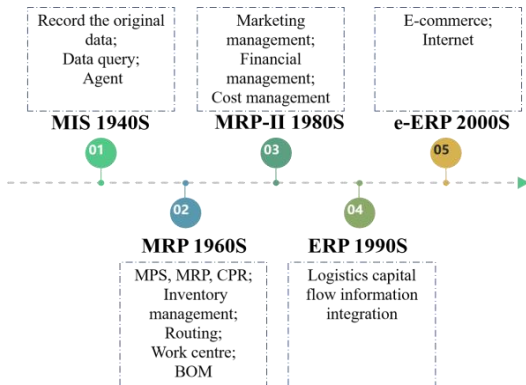 Record the original
data;
Data query;
Agent
MIS 1940S
01
MRP 1960S
02
MPS, MRP, CPR;
Inventory
management;
Routing;
Work centre;
BOM
Marketing
management;
Financial
management;
Cost management
MRP-II 1980S
03
ERP 1990S
04
Logistics capital
flow information
integration
E-commerce;
Internet
e-ERP 2000S
05